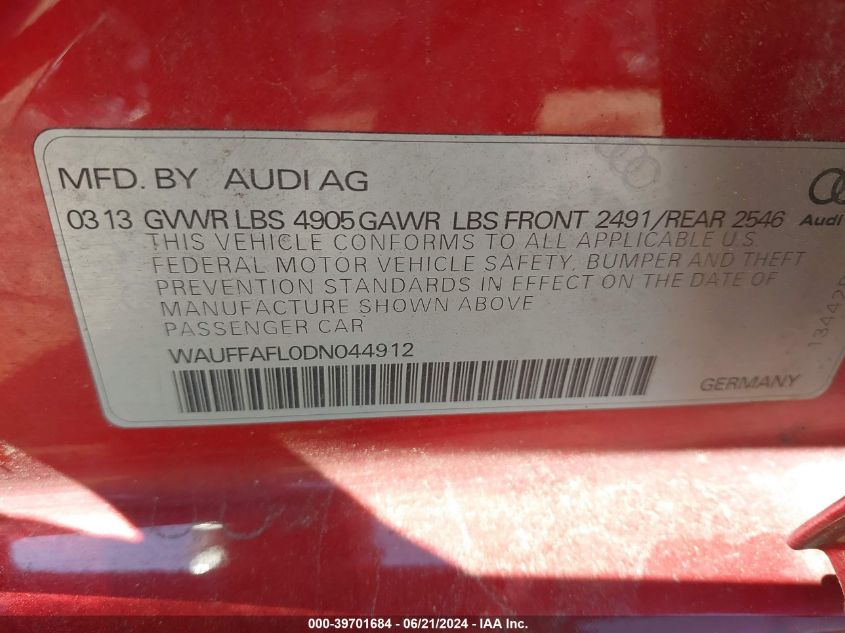 MFD. BY AUDI AG
03 13 GVWR LBS 4905 GAWR LBS FRONT 2491/REAR 2546
THIS VEHICLE CONFORMS TO ALL APPLICABLE U.S.
FEDERAL MOTOR VEHICLE SAFETY, BUMPER AND THEFT
PREVENTION STANDARDS IN EFFECT ON THE DATE OF
MANUFACTURE SHOWN ABOVE
PASSENGER CAR
WAUFFAFL0DN044912
GERMANY
Audi
000-39701684 - 06/21/2024 - IAA Inc.